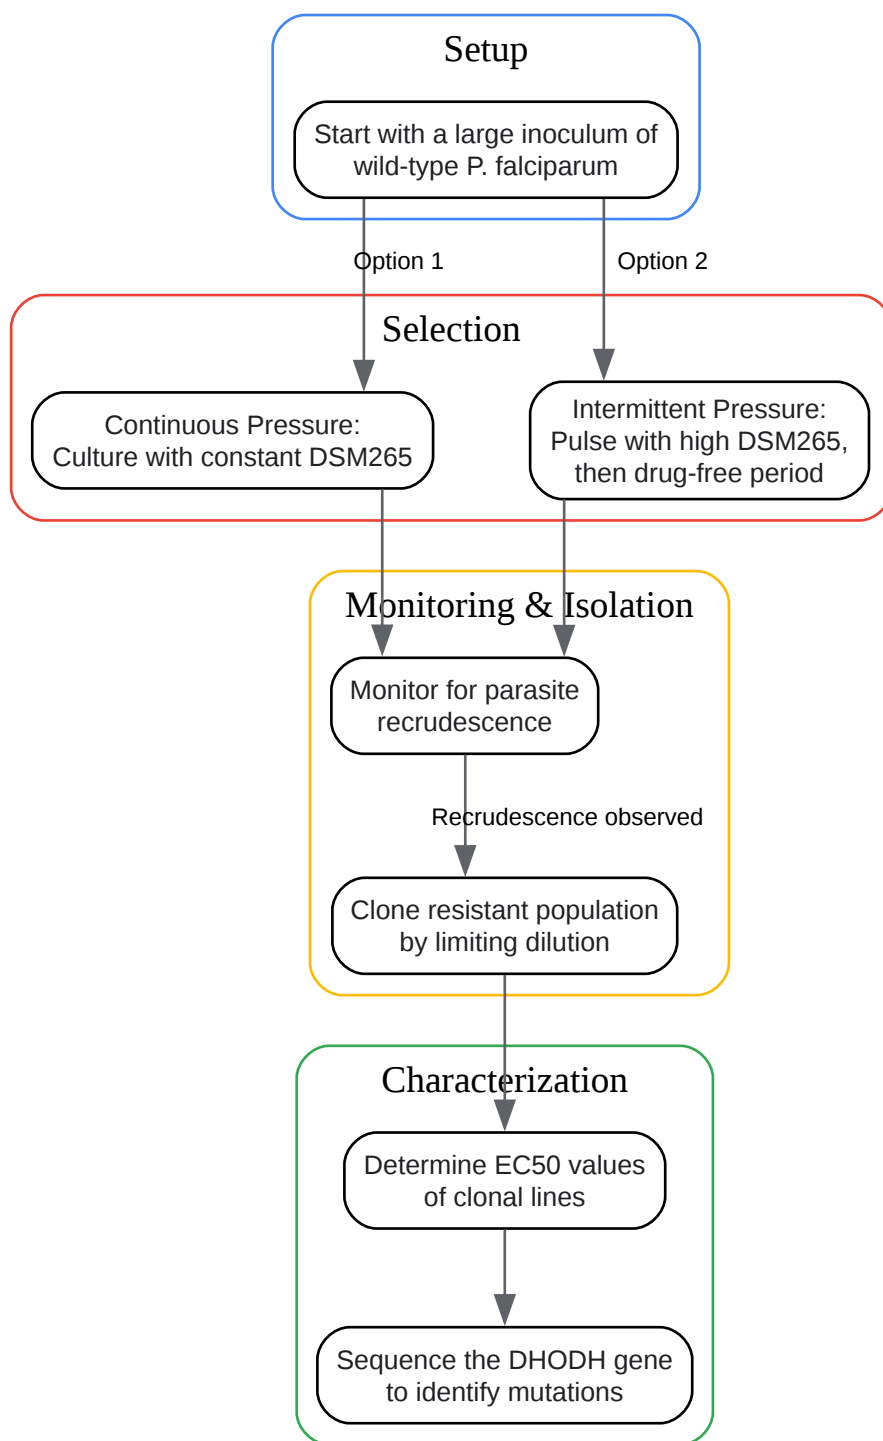 Setup
Start with a large inoculum of
wild-type P. falciparum
Option 1
Option 2
Selection
Continuous Pressure:
Culture with constant DSM265
Intermittent Pressure:
Pulse with high DSM265,
then drug-free period
Monitoring & Isolation
Monitor for parasite
recrudescence
Recrudescence observed
Clone resistant population
by limiting dilution
Characterization
Determine EC50 values
of clonal lines
Sequence the DHODH gene
to identify mutations